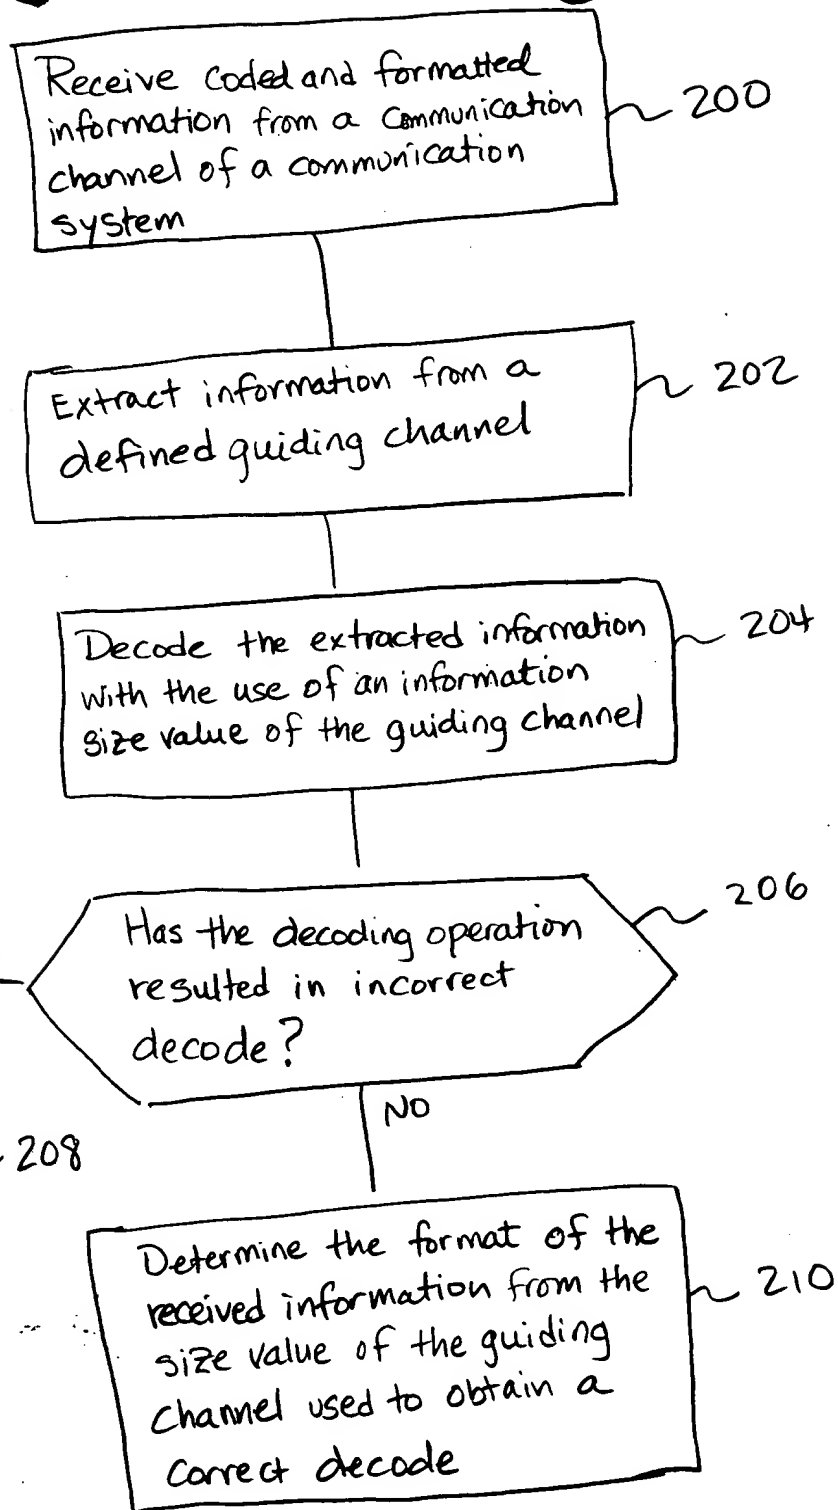 Receive coded and formatted
information from a communication
channel of a communication
system
200
Extract information from a
defined guiding channel
202
Decode the extracted information
with the use of an information
size value of the guiding channel
204
Has the decoding operation
resulted in incorrect
decode?
206
NO
208
Determine the format of the
received information from the
size value of the guiding
channel used to obtain a
correct decode
210